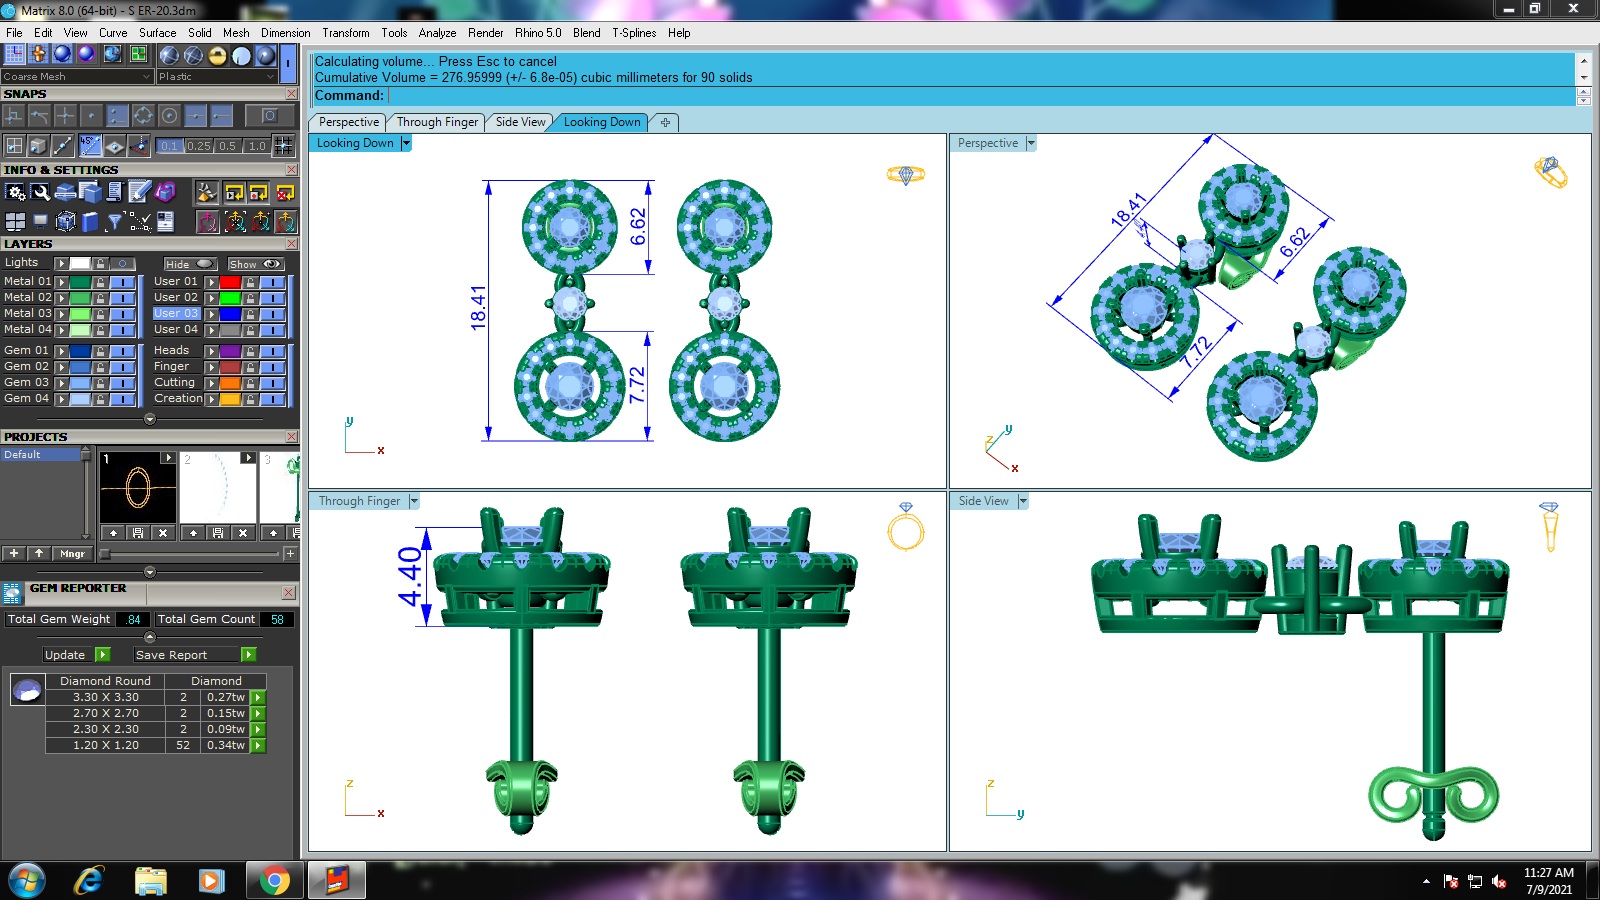 Matrix 8.0 (64-bit) - S ER-20.3dm
File Edit View Curve Surface Solid Mesh Dimension Transform Tools Analyze Render Rhino 5.0 Blend T-Splines Help
Coarse Mesh Plastic
Calculating volume... Press Esc to cancel
Cumulative Volume = 276.95999 (+/- 6.8e-05) cubic millimeters for 90 solids
Command:
SNAPS
45°
0.1 0.25 0.5 1.0
INFO & SETTINGS
LAYERS
Lights Hide Show
Metal 01 User 01
Metal 02 User 02
Metal 03 User 03
Metal 04 User 04
Gem 01 Heads
Gem 02 Finger
Gem 03 Cutting
Gem 04 Creation
PROJECTS
Default
1 2 3
Mngr
GEM REPORTER
Total Gem Weight .84 Total Gem Count 58
Update Save Report
Diamond Round Diamond
3.30 X 3.30 2 0.27tw
2.70 X 2.70 2 0.15tw
2.30 X 2.30 2 0.09tw
1.20 X 1.20 52 0.34tw
Perspective Through Finger Side View Looking Down
Looking Down
18.41
6.62
7.72
y
x
Perspective
18.41
6.62
7.72
z
y
x
Through Finger
4.40
z
x
Side View
z
y
11:27 AM
7/9/2021